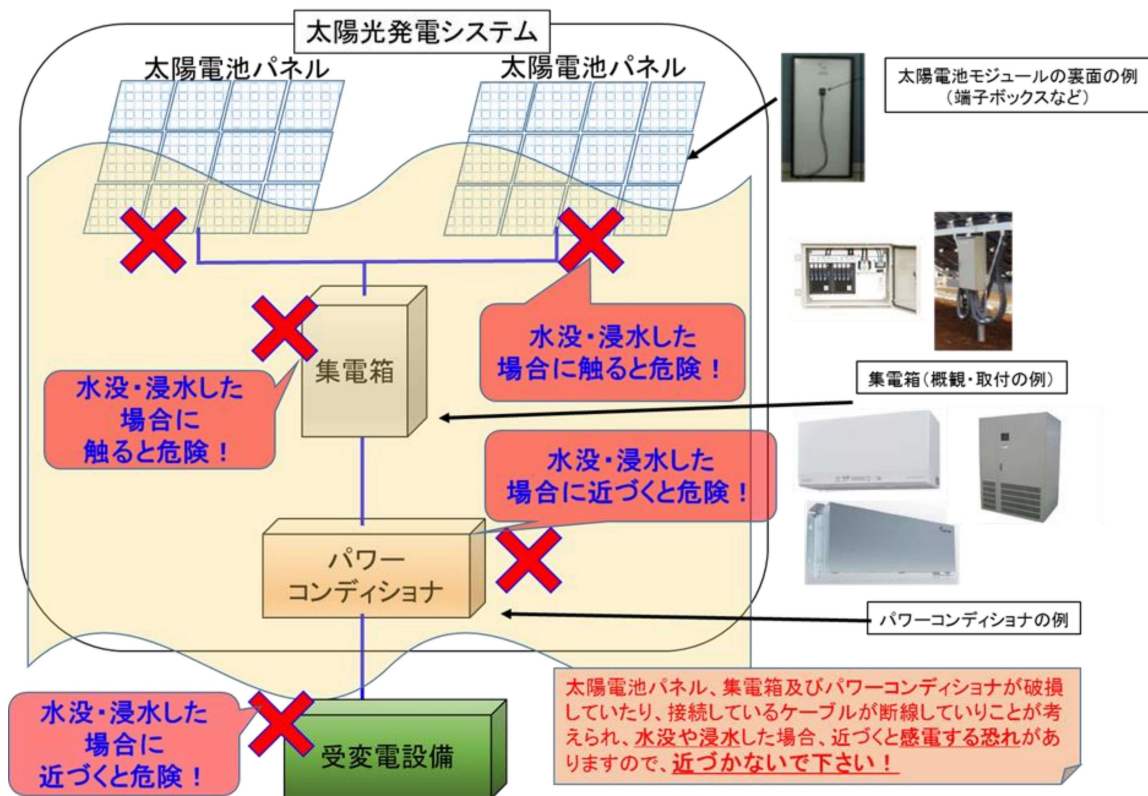 太陽光発電システム
太陽電池パネル
太陽電池パネル
太陽電池モジュールの裏面の例
（端子ボックスなど）
水没・浸水した
場合に触ると危険！
集電箱
水没・浸水した
場合に
触ると危険！
集電箱（概観・取付の例）
水没・浸水した
場合に近づくと危険！
パワー
コンディショナ
パワーコンディショナの例
水没・浸水した
場合に
近づくと危険！
受変電設備
太陽電池パネル、集電箱及びパワーコンディショナが破損
していたり、接続しているケーブルが断線していりことが考
えられ、水没や浸水した場合、近づくと感電する恐れがあ
りますので、近づかないで下さい！